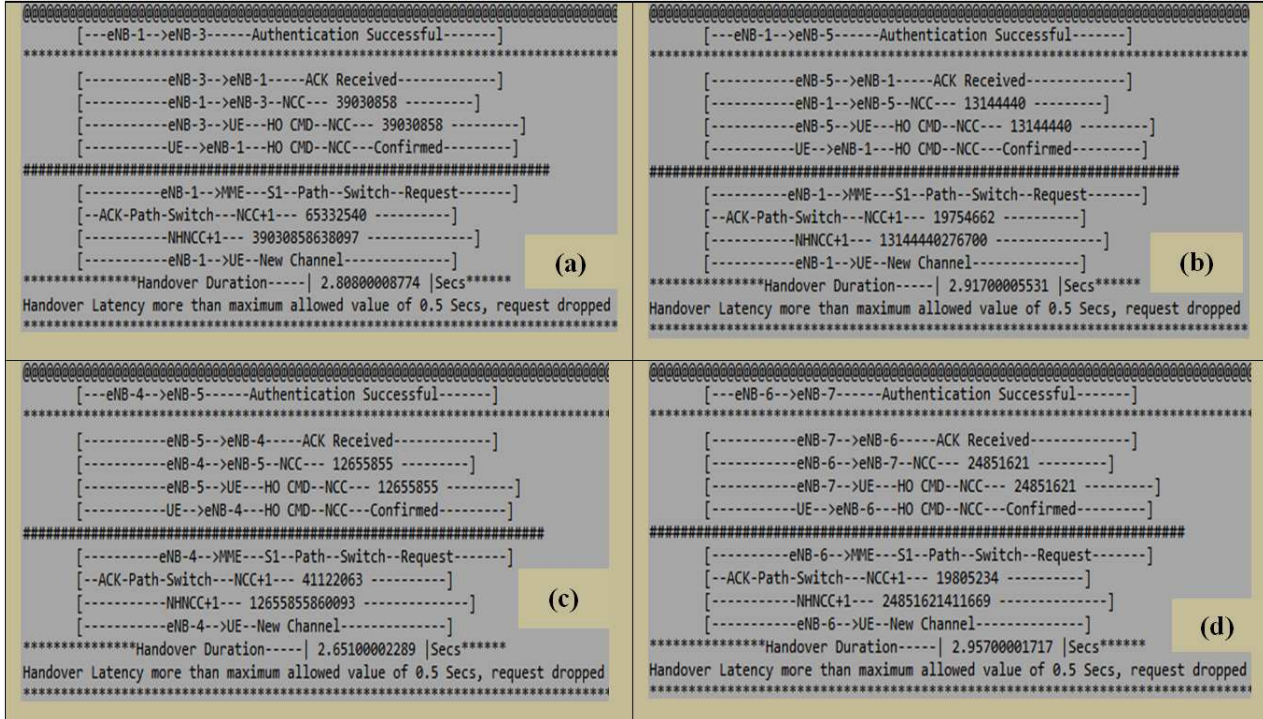 @@@@@@@@@@@@@@@@@@@@@@@@@@@@@@@@@@@@@@@@@@@@@@@@@@@@@@@@@@@@@@@@@@@@@@@@@@@@
[---eNB-1-->eNB-3------Authentication Successful-------]
******************************************************************************
[-----------eNB-3-->eNB-1-----ACK Received-------------]
[-----------eNB-1-->eNB-3--NCC--- 39030858 ---------]
[-----------eNB-3-->UE---HO CMD--NCC--- 39030858 ---------]
[-----------UE-->eNB-1---HO CMD--NCC---Confirmed---------]
######################################################################
[----------eNB-1-->MME---S1--Path--Switch--Request-------]
[--ACK-Path-Switch---NCC+1--- 65332540 ----------]
[-----------NHNCC+1--- 39030858638097 --------------]
[-----------eNB-1-->UE--New Channel--------------]
(a)
***************Handover Duration-----| 2.80800008774 |Secs******
Handover Latency more than maximum allowed value of 0.5 Secs, request dropped
******************************************************************************
@@@@@@@@@@@@@@@@@@@@@@@@@@@@@@@@@@@@@@@@@@@@@@@@@@@@@@@@@@@@@@@@@@@@@@@@@@@@
[---eNB-1-->eNB-5------Authentication Successful-------]
******************************************************************************
[-----------eNB-5-->eNB-1-----ACK Received-------------]
[-----------eNB-1-->eNB-5--NCC--- 13144440 ---------]
[-----------eNB-5-->UE---HO CMD--NCC--- 13144440 ---------]
[-----------UE-->eNB-1---HO CMD--NCC---Confirmed---------]
######################################################################
[----------eNB-1-->MME---S1--Path--Switch--Request-------]
[--ACK-Path-Switch---NCC+1--- 19754662 ----------]
[-----------NHNCC+1--- 13144440276700 --------------]
[-----------eNB-1-->UE--New Channel--------------]
(b)
***************Handover Duration-----| 2.91700005531 |Secs******
Handover Latency more than maximum allowed value of 0.5 Secs, request dropped
******************************************************************************
@@@@@@@@@@@@@@@@@@@@@@@@@@@@@@@@@@@@@@@@@@@@@@@@@@@@@@@@@@@@@@@@@@@@@@@@@@@@
[---eNB-4-->eNB-5------Authentication Successful-------]
******************************************************************************
[-----------eNB-5-->eNB-4-----ACK Received-------------]
[-----------eNB-4-->eNB-5--NCC--- 12655855 ---------]
[-----------eNB-5-->UE---HO CMD--NCC--- 12655855 ---------]
[-----------UE-->eNB-4---HO CMD--NCC---Confirmed---------]
######################################################################
[----------eNB-4-->MME---S1--Path--Switch--Request-------]
[--ACK-Path-Switch---NCC+1--- 41122063 ----------]
[-----------NHNCC+1--- 12655855860093 --------------]
[-----------eNB-4-->UE--New Channel--------------]
(c)
***************Handover Duration-----| 2.65100002289 |Secs******
Handover Latency more than maximum allowed value of 0.5 Secs, request dropped
******************************************************************************
@@@@@@@@@@@@@@@@@@@@@@@@@@@@@@@@@@@@@@@@@@@@@@@@@@@@@@@@@@@@@@@@@@@@@@@@@@@@
[---eNB-6-->eNB-7------Authentication Successful-------]
******************************************************************************
[-----------eNB-7-->eNB-6-----ACK Received-------------]
[-----------eNB-6-->eNB-7--NCC--- 24851621 ---------]
[-----------eNB-7-->UE---HO CMD--NCC--- 24851621 ---------]
[-----------UE-->eNB-6---HO CMD--NCC---Confirmed---------]
######################################################################
[----------eNB-6-->MME---S1--Path--Switch--Request-------]
[--ACK-Path-Switch---NCC+1--- 19805234 ----------]
[-----------NHNCC+1--- 24851621411669 --------------]
[-----------eNB-6-->UE--New Channel--------------]
(d)
***************Handover Duration-----| 2.95700001717 |Secs******
Handover Latency more than maximum allowed value of 0.5 Secs, request dropped
******************************************************************************